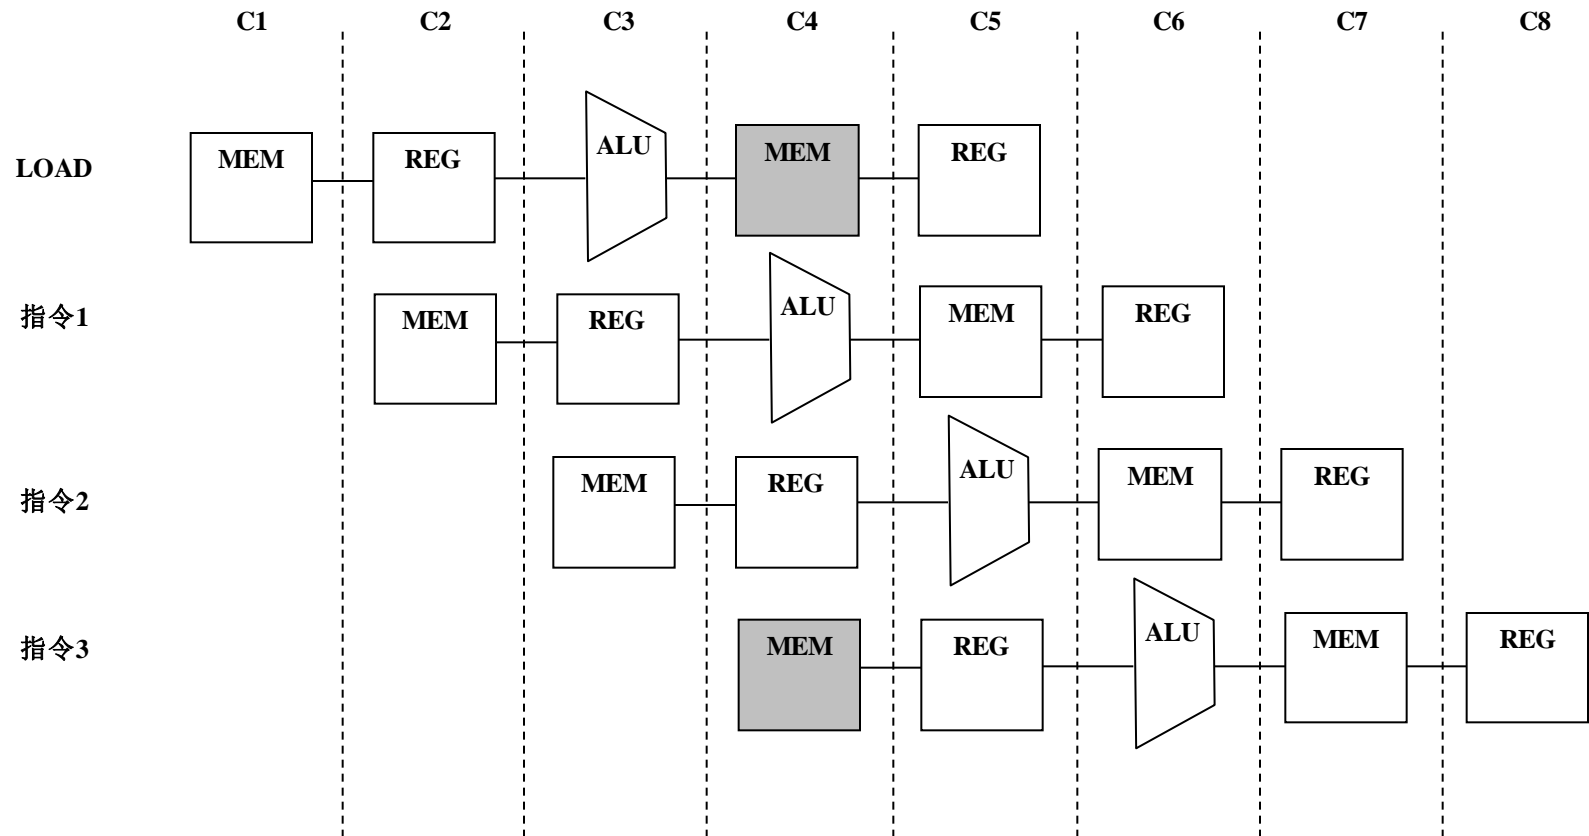 C1 C2 C3 C4 C5 C6 C7 C8
LOAD MEM REG ALU MEM REG
指令1 MEM REG ALU MEM REG
指令2 MEM REG ALU MEM REG
指令3 MEM REG ALU MEM REG